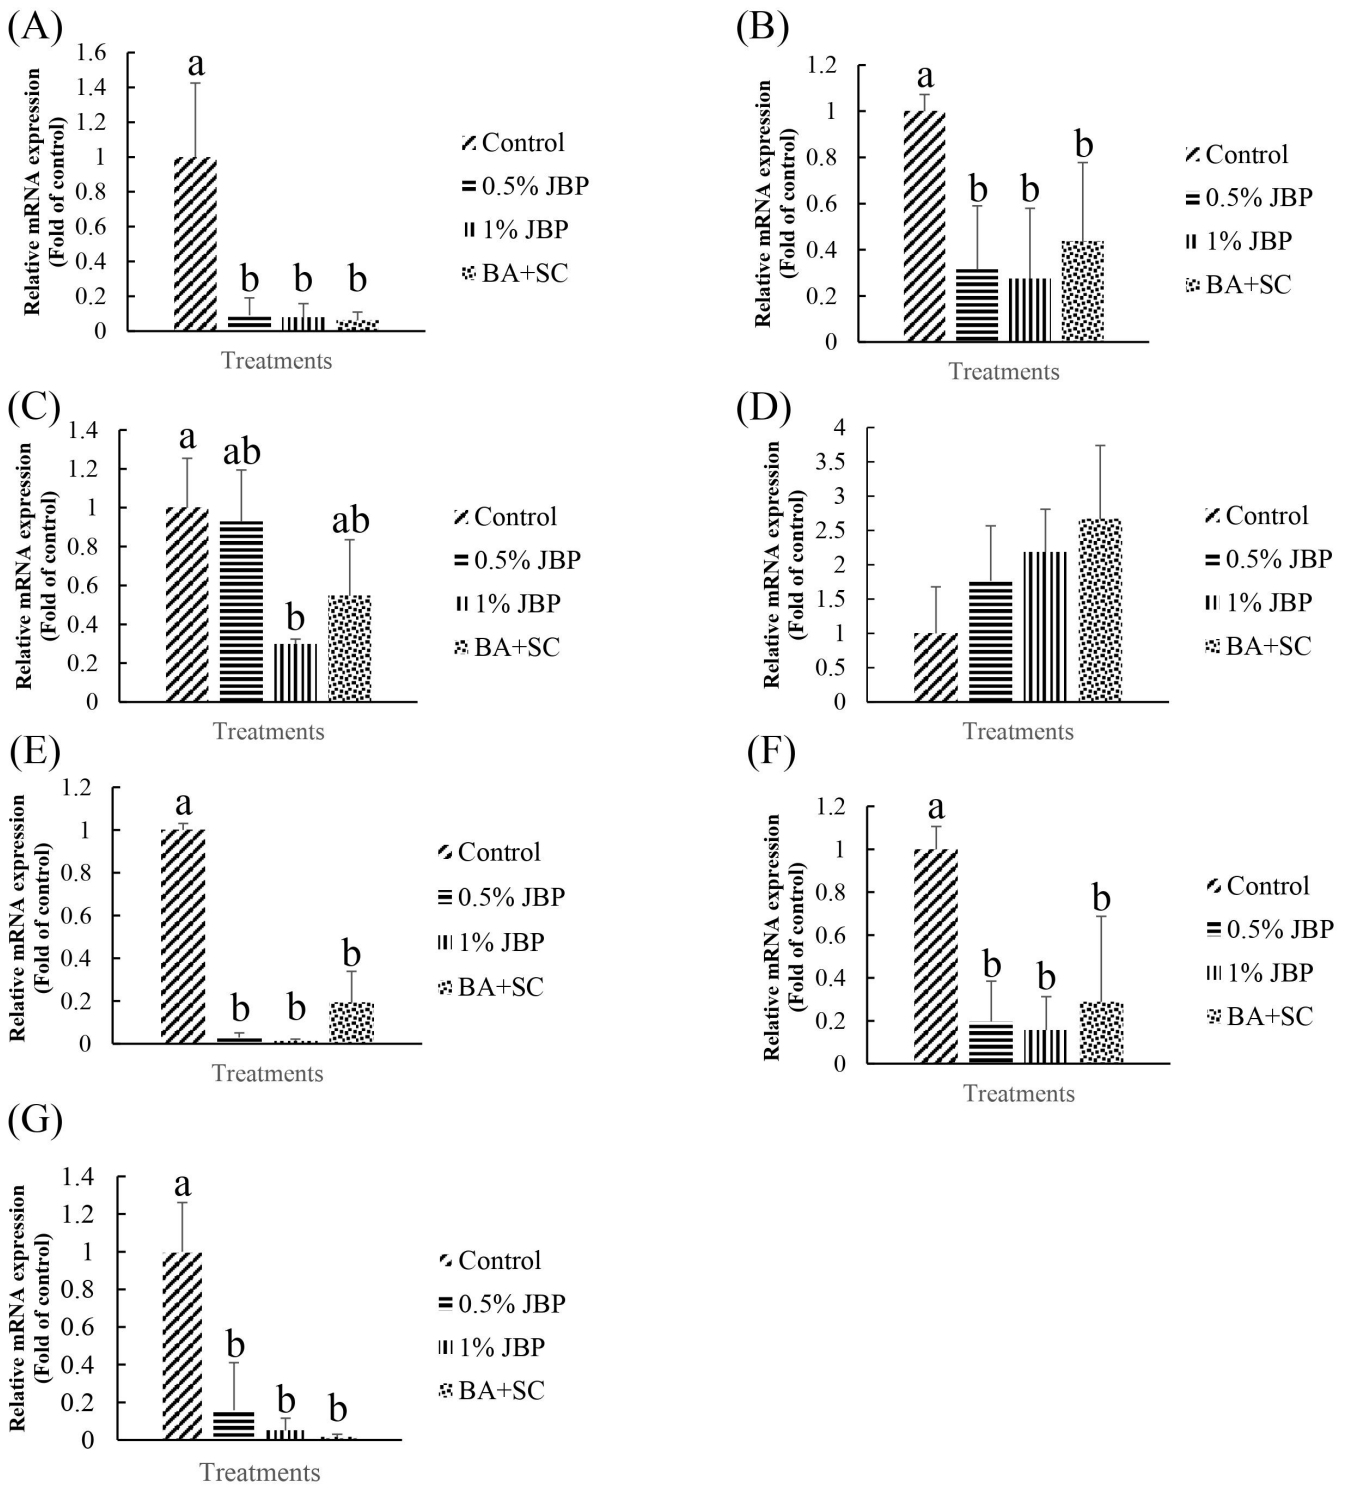 (A)
1.6
1.4
1.2
1
0.8
0.6
0.4
0.2
0
Relative mRNA expression
(Fold of control)
a
b
b
b
Treatments
Control
0.5% JBP
1% JBP
BA+SC
(B)
1.2
1
0.8
0.6
0.4
0.2
0
Relative mRNA expression
(Fold of control)
a
b
b
b
Treatments
Control
0.5% JBP
1% JBP
BA+SC
(C)
1.4
1.2
1
0.8
0.6
0.4
0.2
0
Relative mRNA expression
(Fold of control)
a
ab
b
ab
Treatments
Control
0.5% JBP
1% JBP
BA+SC
(D)
4
3.5
3
2.5
2
1.5
1
0.5
0
Relative mRNA expression
(Fold of control)
Treatments
Control
0.5% JBP
1% JBP
BA+SC
(E)
1.2
1
0.8
0.6
0.4
0.2
0
Relative mRNA expression
(Fold of control)
a
b
b
b
Treatments
Control
0.5% JBP
1% JBP
BA+SC
(F)
1.2
1
0.8
0.6
0.4
0.2
0
Relative mRNA expression
(Fold of control)
a
b
b
b
Treatments
Control
0.5% JBP
1% JBP
BA+SC
(G)
1.4
1.2
1
0.8
0.6
0.4
0.2
0
Relative mRNA expression
(Fold of control)
a
b
b
b
Treatments
Control
0.5% JBP
1% JBP
BA+SC